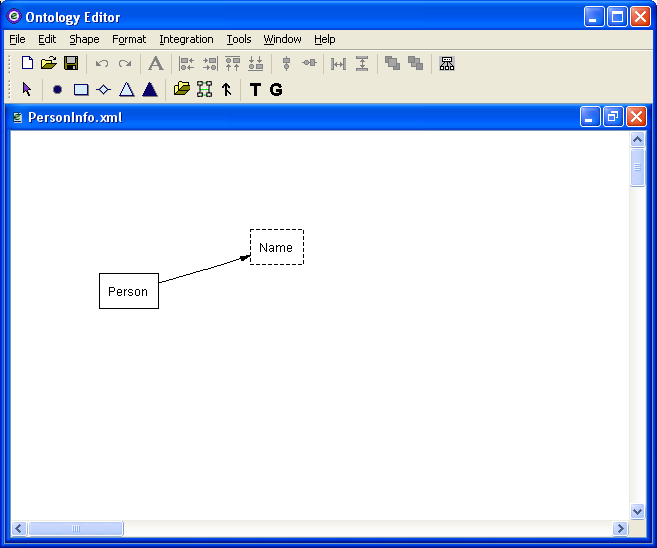 Ontology Editor
File Edit Shape Format Integration Tools Window Help
A
T G
PersonInfo.xml
Name
Person